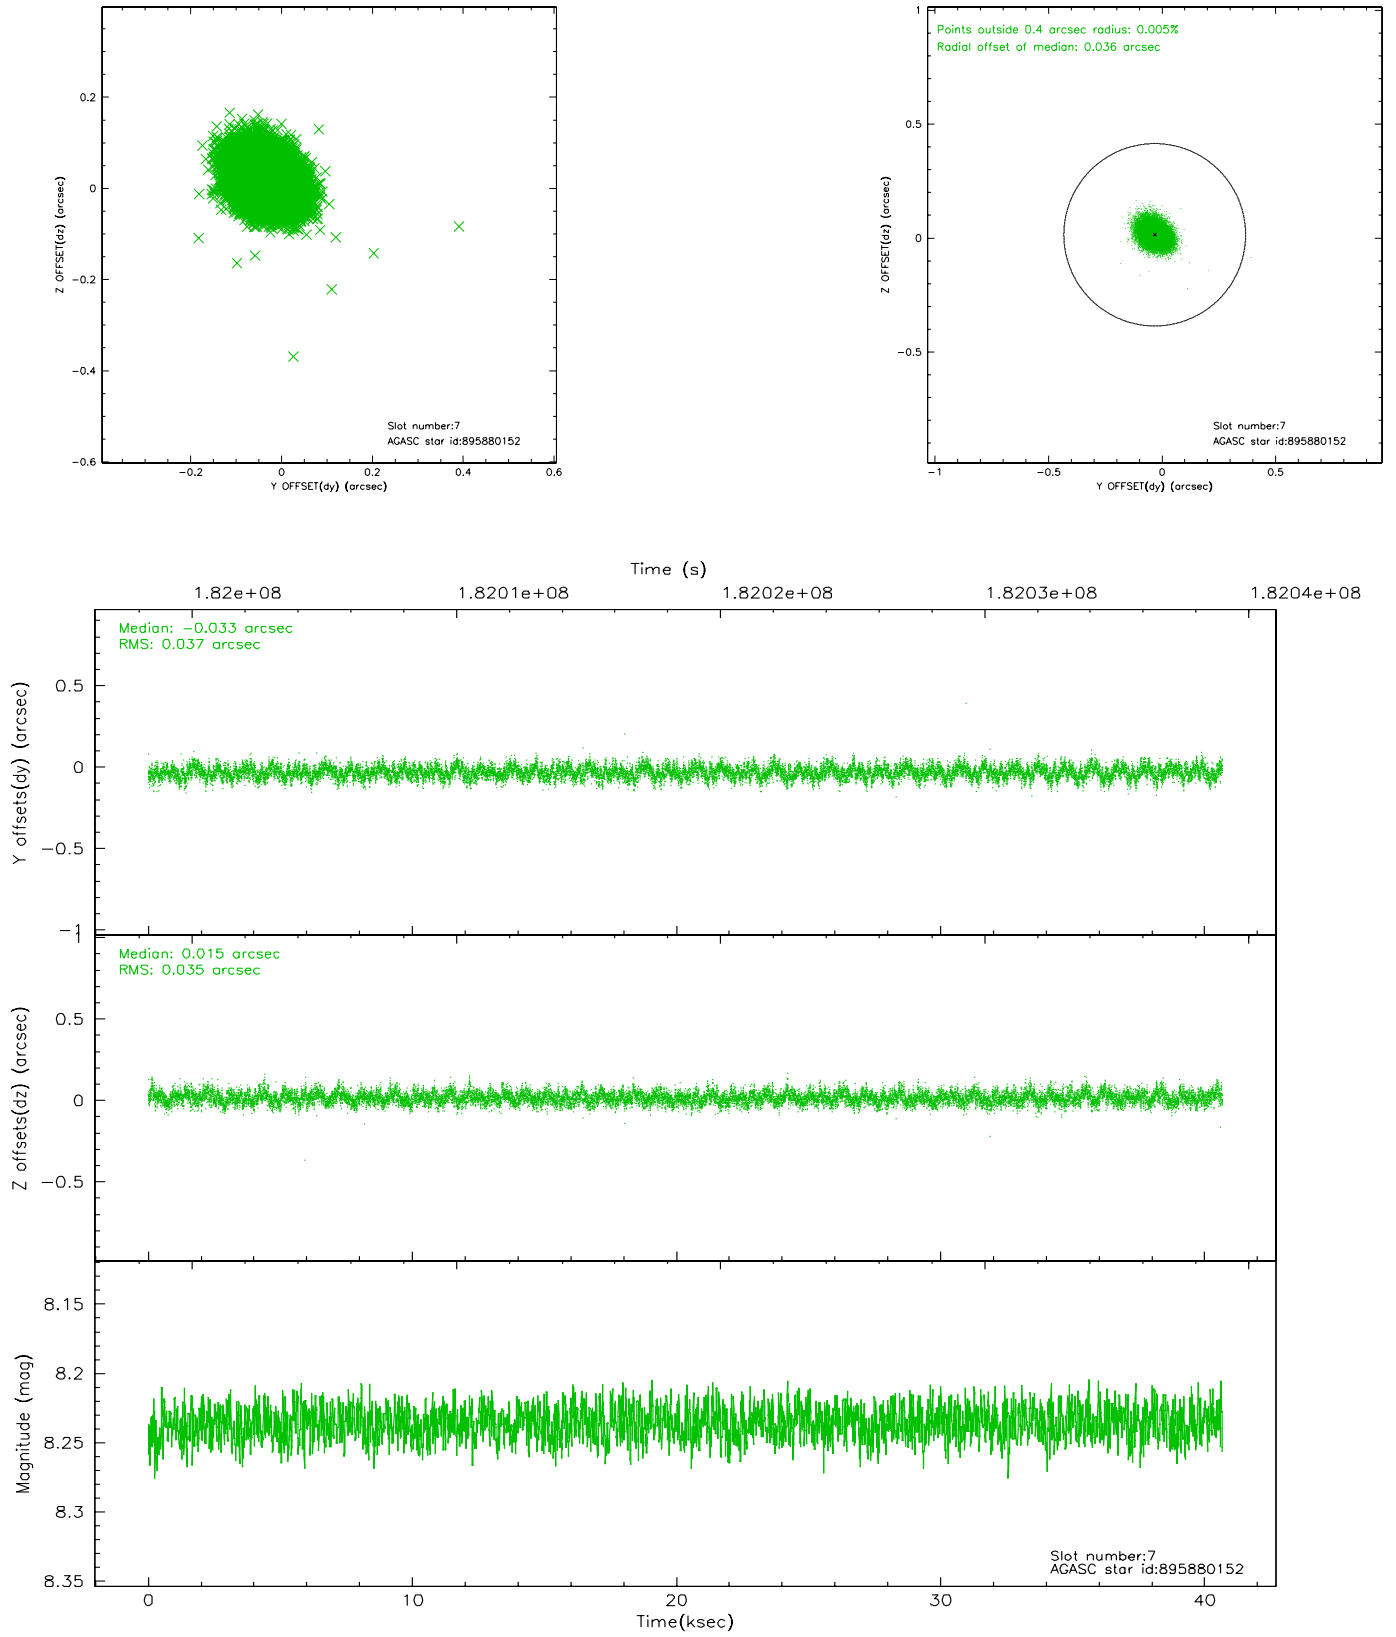 0.2
0
-0.2
-0.4
-0.6
-0.2
0
0.2
0.4
0.6
Z OFFSET(dz) (arcsec)
Y OFFSET(dy) (arcsec)
Slot number:7
AGASC star id:895880152
Points outside 0.4 arcsec radius: 0.005%
Radial offset of median: 0.036 arcsec
1
0.5
0
-0.5
-1
-0.5
0
0.5
Z OFFSET(dz) (arcsec)
Y OFFSET(dy) (arcsec)
Slot number:7
AGASC star id:895880152
Time (s)
1.82e+08
1.8201e+08
1.8202e+08
1.8203e+08
1.8204e+08
Median: -0.033 arcsec
RMS: 0.037 arcsec
0.5
0
-0.5
-1
Y offsets(dy) (arcsec)
1
Median: 0.015 arcsec
RMS: 0.035 arcsec
0.5
0
-0.5
Z offsets(dz) (arcsec)
8.15
8.2
8.25
8.3
8.35
Magnitude (mag)
Slot number:7
AGASC star id:895880152
0
10
20
30
40
Time(ksec)